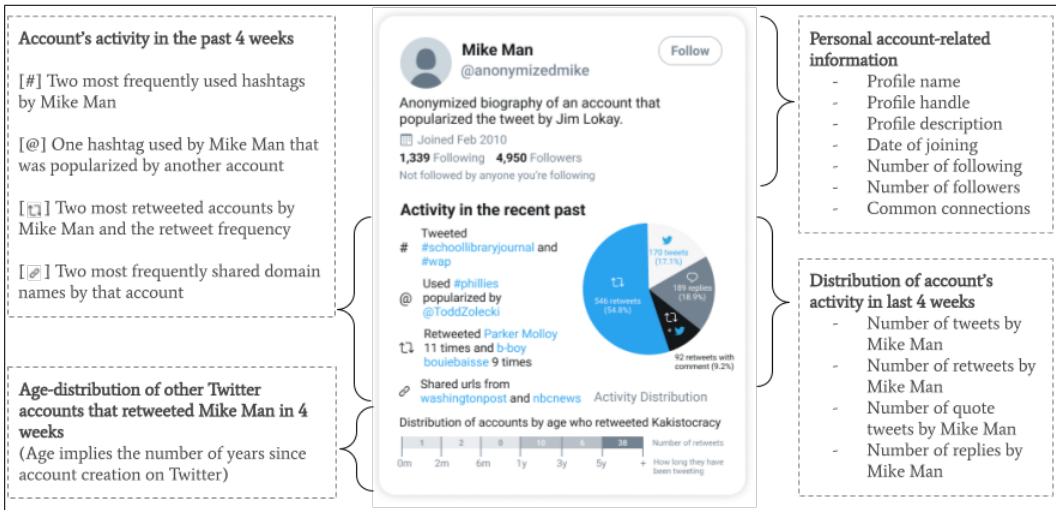 Account's activity in the past 4 weeks
[#] Two most frequently used hashtags
by Mike Man
[@] One hashtag used by Mike Man that
was popularized by another account
[ ] Two most retweeted accounts by
Mike Man and the retweet frequency
[ ] Two most frequently shared domain
names by that account
Age-distribution of other Twitter
accounts that retweeted Mike Man in 4
weeks
(Age implies the number of years since
account creation on Twitter)
Mike Man
@anonymizedmike
Follow
Anonymized biography of an account that
popularized the tweet by Jim Lokay.
Joined Feb 2010
1,339 Following 4,950 Followers
Not followed by anyone you're following
Activity in the recent past
# Tweeted
#schoollibraryjournal and
#wap
@ Used #phillies
popularized by
@ToddZolecki
Retweeted Parker Molloy
11 times and b-boy
bouiebaisse 9 times
Shared urls from
washingtonpost and nbcnews
170 tweets
(17.1%)
189 replies
(18.9%)
546 retweets
(54.8%)
+
92 retweets with
comment (9.2%)
Activity Distribution
Distribution of accounts by age who retweeted Kakistocracy
1 2 8 10 6 38 Number of retweets
0m 2m 6m 1y 3y 5y + How long they have
been tweeting
Personal account-related
information
- Profile name
- Profile handle
- Profile description
- Date of joining
- Number of following
- Number of followers
- Common connections
Distribution of account's
activity in last 4 weeks
- Number of tweets by
Mike Man
- Number of retweets by
Mike Man
- Number of quote
tweets by Mike Man
- Number of replies by
Mike Man